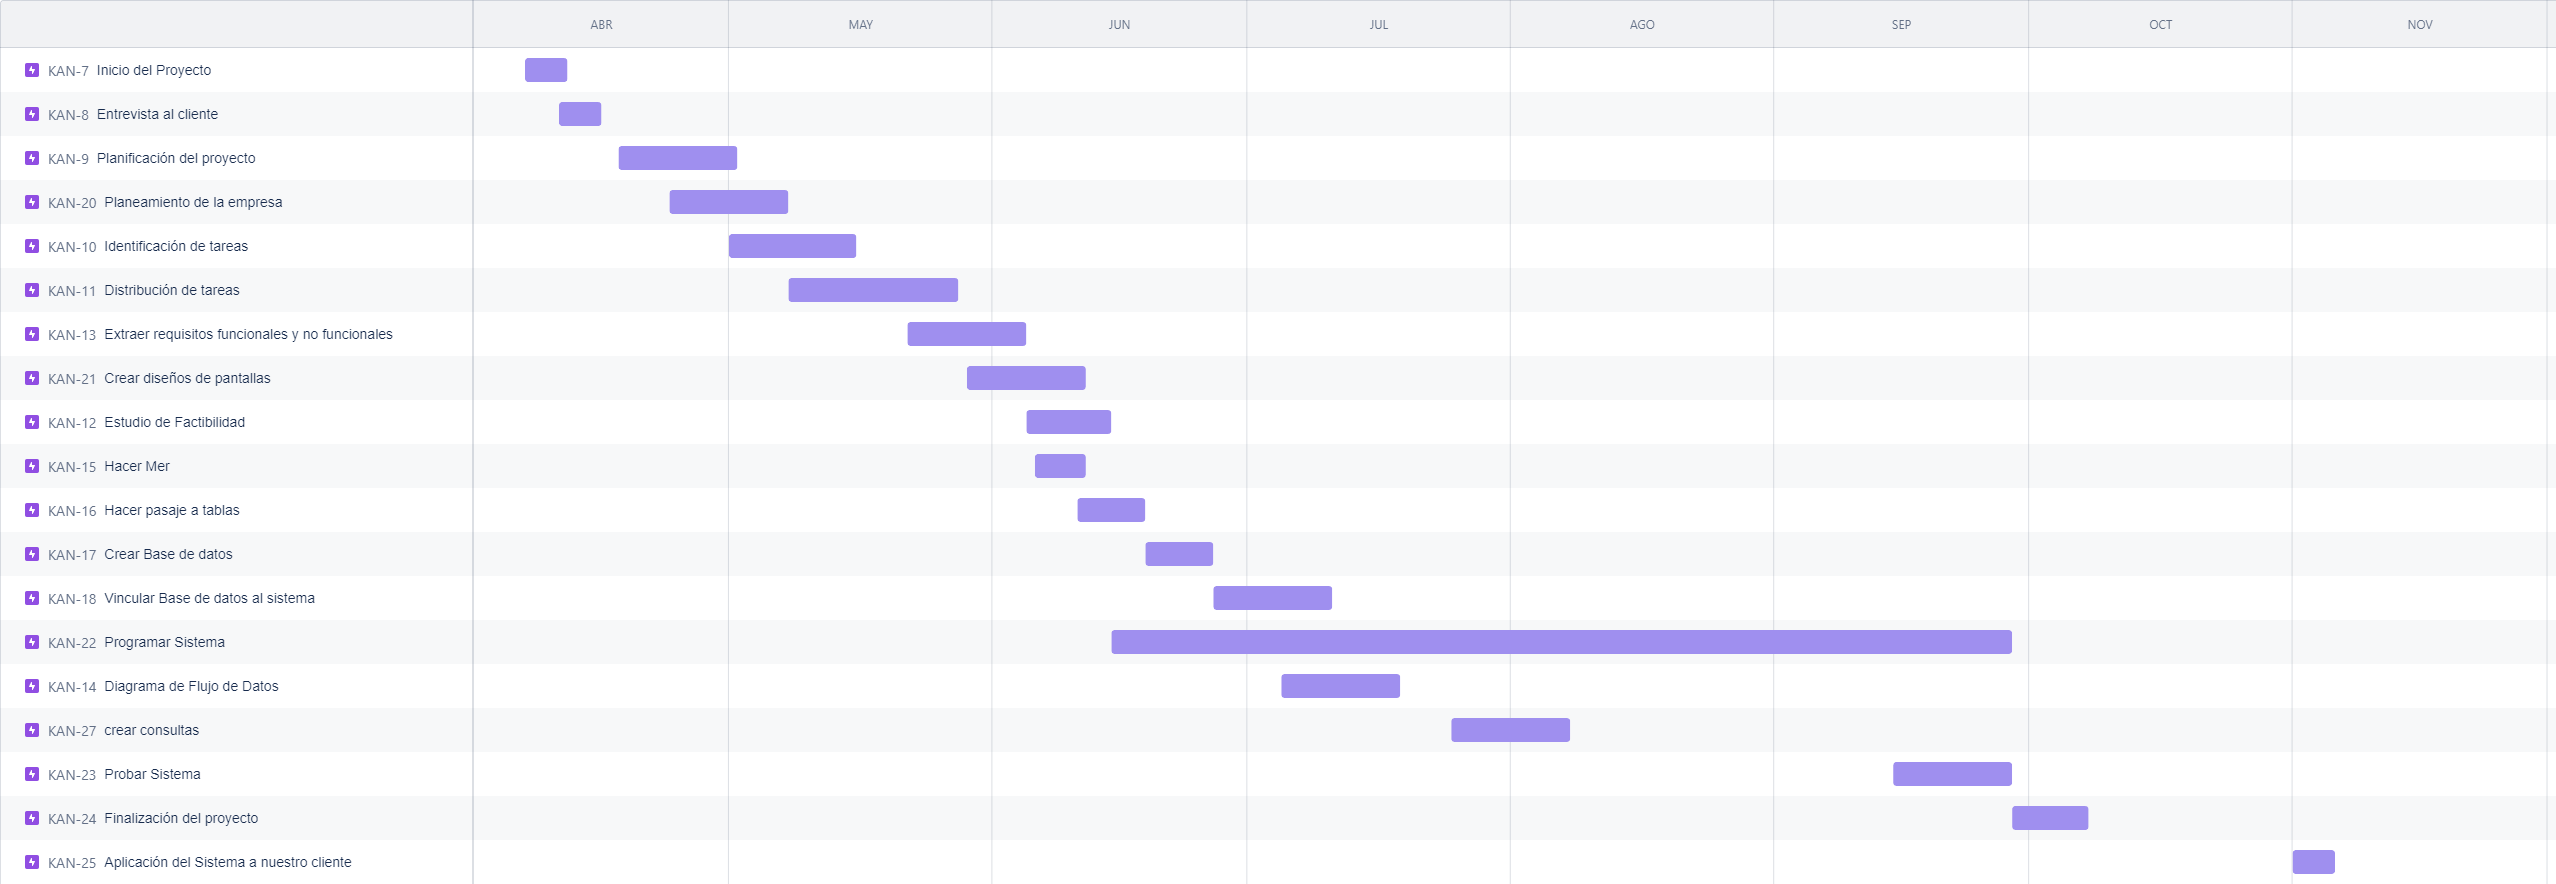 ABR MAY JUN JUL AGO SEP OCT NOV
KAN-7 Inicio del Proyecto
KAN-8 Entrevista al cliente
KAN-9 Planificación del proyecto
KAN-20 Planeamiento de la empresa
KAN-10 Identificación de tareas
KAN-11 Distribución de tareas
KAN-13 Extraer requisitos funcionales y no funcionales
KAN-21 Crear diseños de pantallas
KAN-12 Estudio de Factibilidad
KAN-15 Hacer Mer
KAN-16 Hacer pasaje a tablas
KAN-17 Crear Base de datos
KAN-18 Vincular Base de datos al sistema
KAN-22 Programar Sistema
KAN-14 Diagrama de Flujo de Datos
KAN-27 crear consultas
KAN-23 Probar Sistema
KAN-24 Finalización del proyecto
KAN-25 Aplicación del Sistema a nuestro cliente